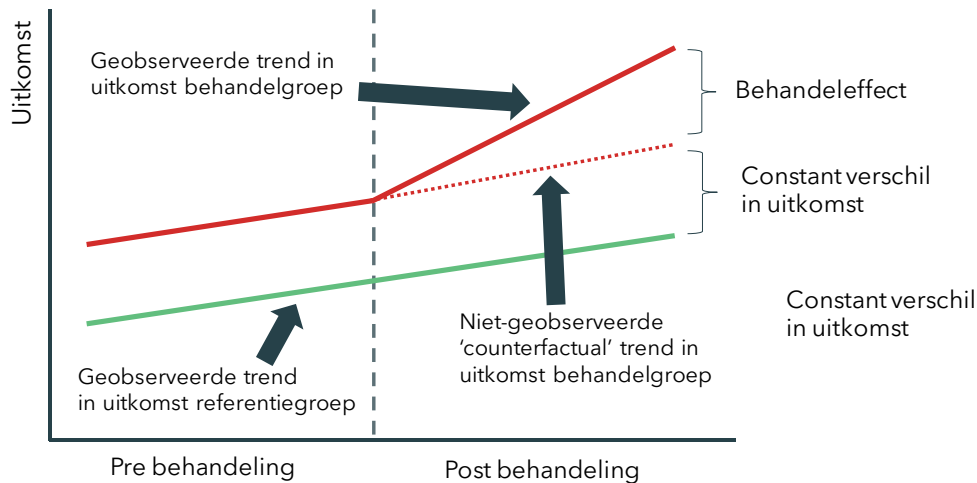 Uitkomst
Geobserveerde trend in
uitkomst behandelgroep
Behandeleffect
Constant verschil
in uitkomst
Constant verschil
in uitkomst
Niet-geobserveerde
‘counterfactual’ trend in
uitkomst behandelgroep
Geobserveerde trend
in uitkomst referentiegroep
Pre behandeling
Post behandeling